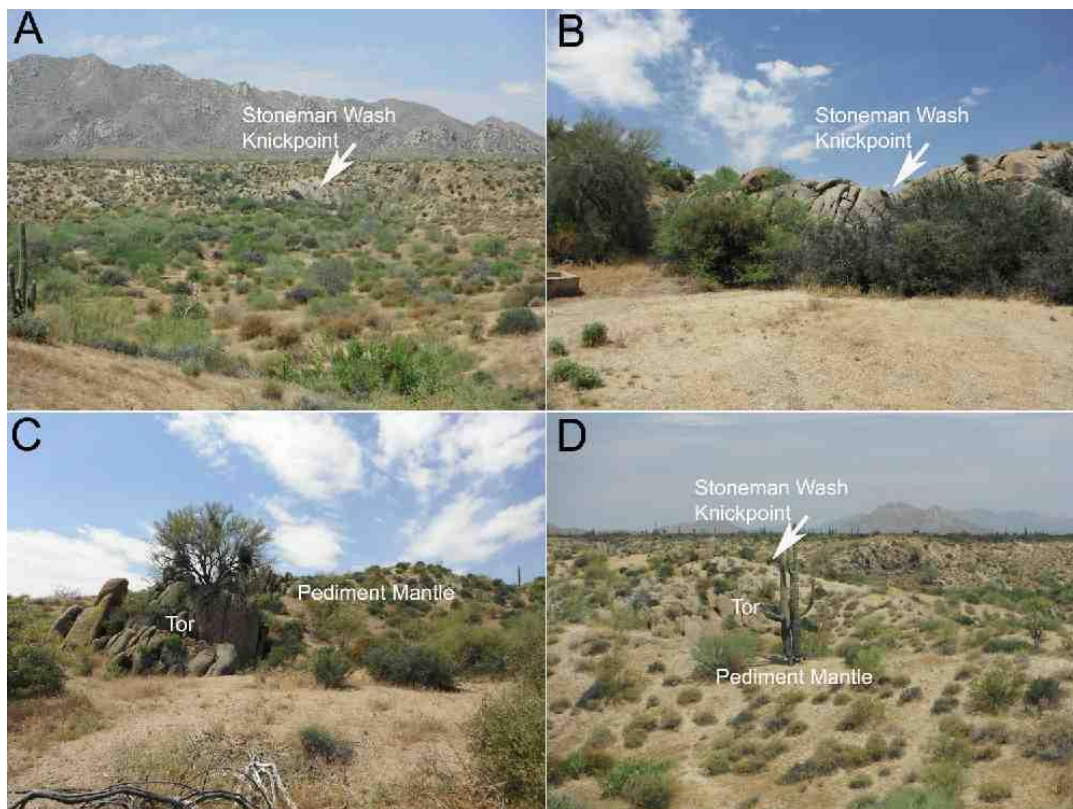 A
Stoneman Wash
Knickpoint
B
Stoneman Wash
Knickpoint
C
Pediment Mantle
Tor
D
Stoneman Wash
Knickpoint
Tor
Pediment Mantle